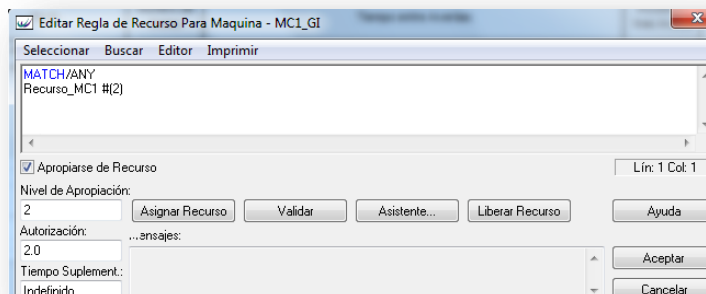 Editar Regla de Recurso Para Maquina - MC1_GI
Seleccionar Buscar Editor Imprimir
MATCH/ANY
Recurso_MC1 #(2)
Apropiarse de Recurso
Lín: 1 Col: 1
Nivel de Apropiación:
2
Asignar Recurso
Validar
Asistente...
Liberar Recurso
Ayuda
Autorización:
...ensajes:
2.0
Aceptar
Tiempo Suplement.:
Indefinido
Cancelar